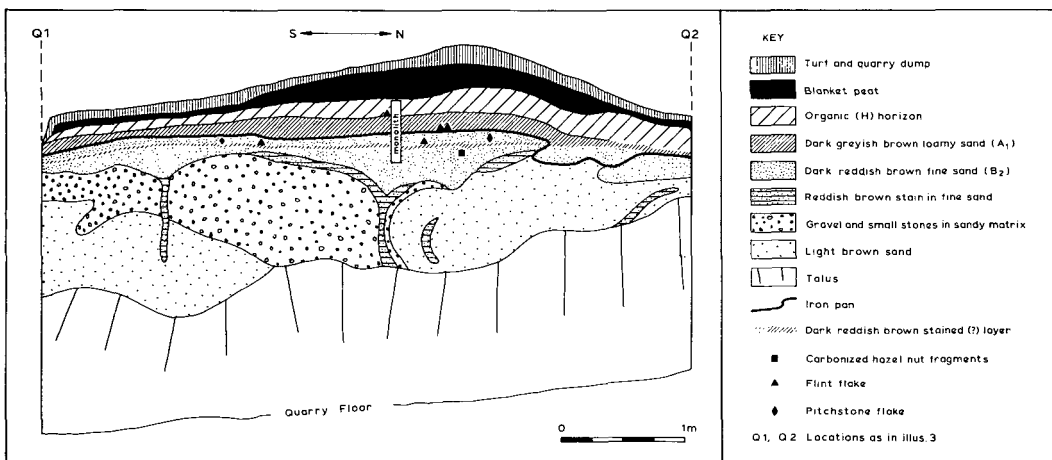 Q1
S N
Q2
monolith
Quarry Floor
0 1m
KEY
Turf and quarry dump
Blanket peat
Organic (H) horizon
Dark greyish brown loamy sand (A₁)
Dark reddish brown fine sand (B₂)
Reddish brown stain in fine sand
Gravel and small stones in sandy matrix
Light brown sand
Talus
Iron pan
Dark reddish brown stained (?) layer
Carbonized hazel nut fragments
Flint flake
Pitchstone flake
Q1, Q2 Locations as in illus. 3